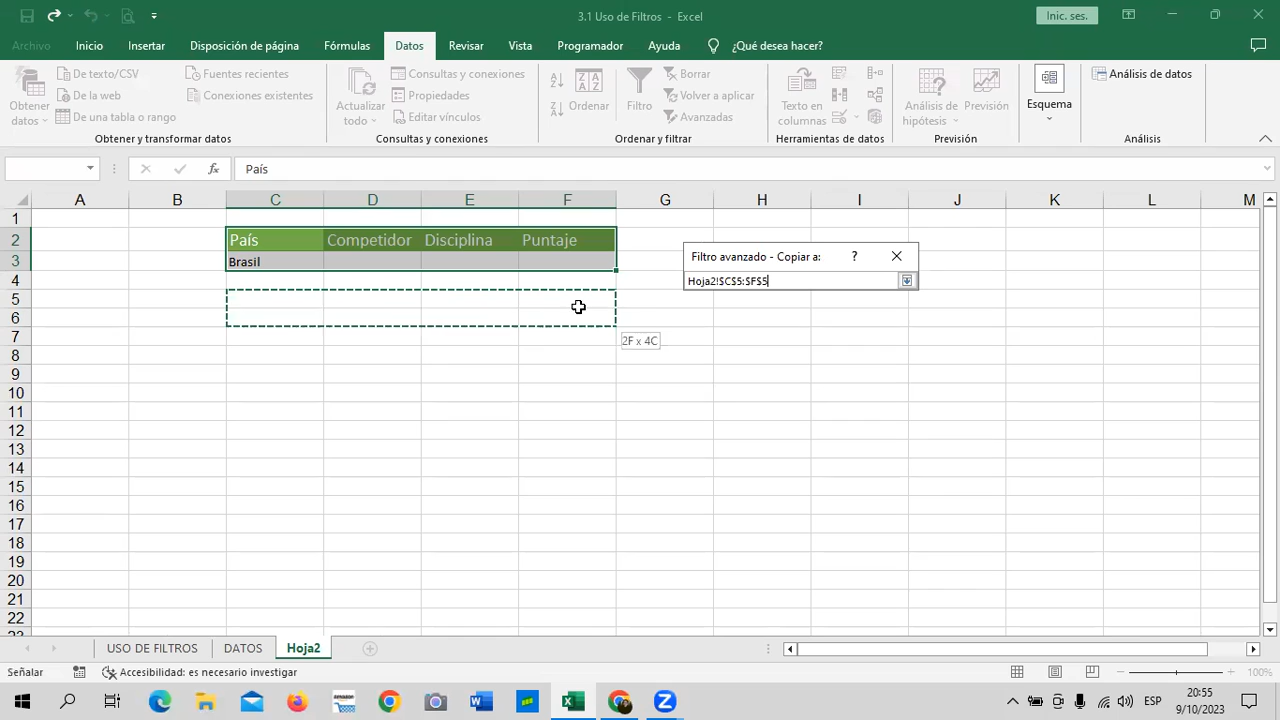 3.1 Uso de Filtros - Excel
Inic. ses.
Archivo Inicio Insertar Disposición de página Fórmulas Datos Revisar Vista Programador Ayuda ¿Qué desea hacer?
Obtener datos
De texto/CSV
De la web
De una tabla o rango
Fuentes recientes
Conexiones existentes
Obtener y transformar datos
Actualizar todo
Consultas y conexiones
Propiedades
Editar vínculos
Consultas y conexiones
Ordenar
Filtro
Borrar
Volver a aplicar
Avanzadas
Ordenar y filtrar
Texto en columnas
Herramientas de datos
Análisis de hipótesis
Previsión
Previsión
Esquema
Análisis de datos
Análisis
fx País
A B C D E F G H I J K L M
1
2 País Competidor Disciplina Puntaje
3 Brasil
Filtro avanzado - Copiar a: ?
Hoja2!$C$5:$F$5
4
5
6
2F x 4C
7
8
9
10
11
12
13
14
15
16
17
18
19
20
21
22
23
USO DE FILTROS DATOS Hoja2
Señalar Accesibilidad: es necesario investigar 100%
ESP
20:55
9/10/2023